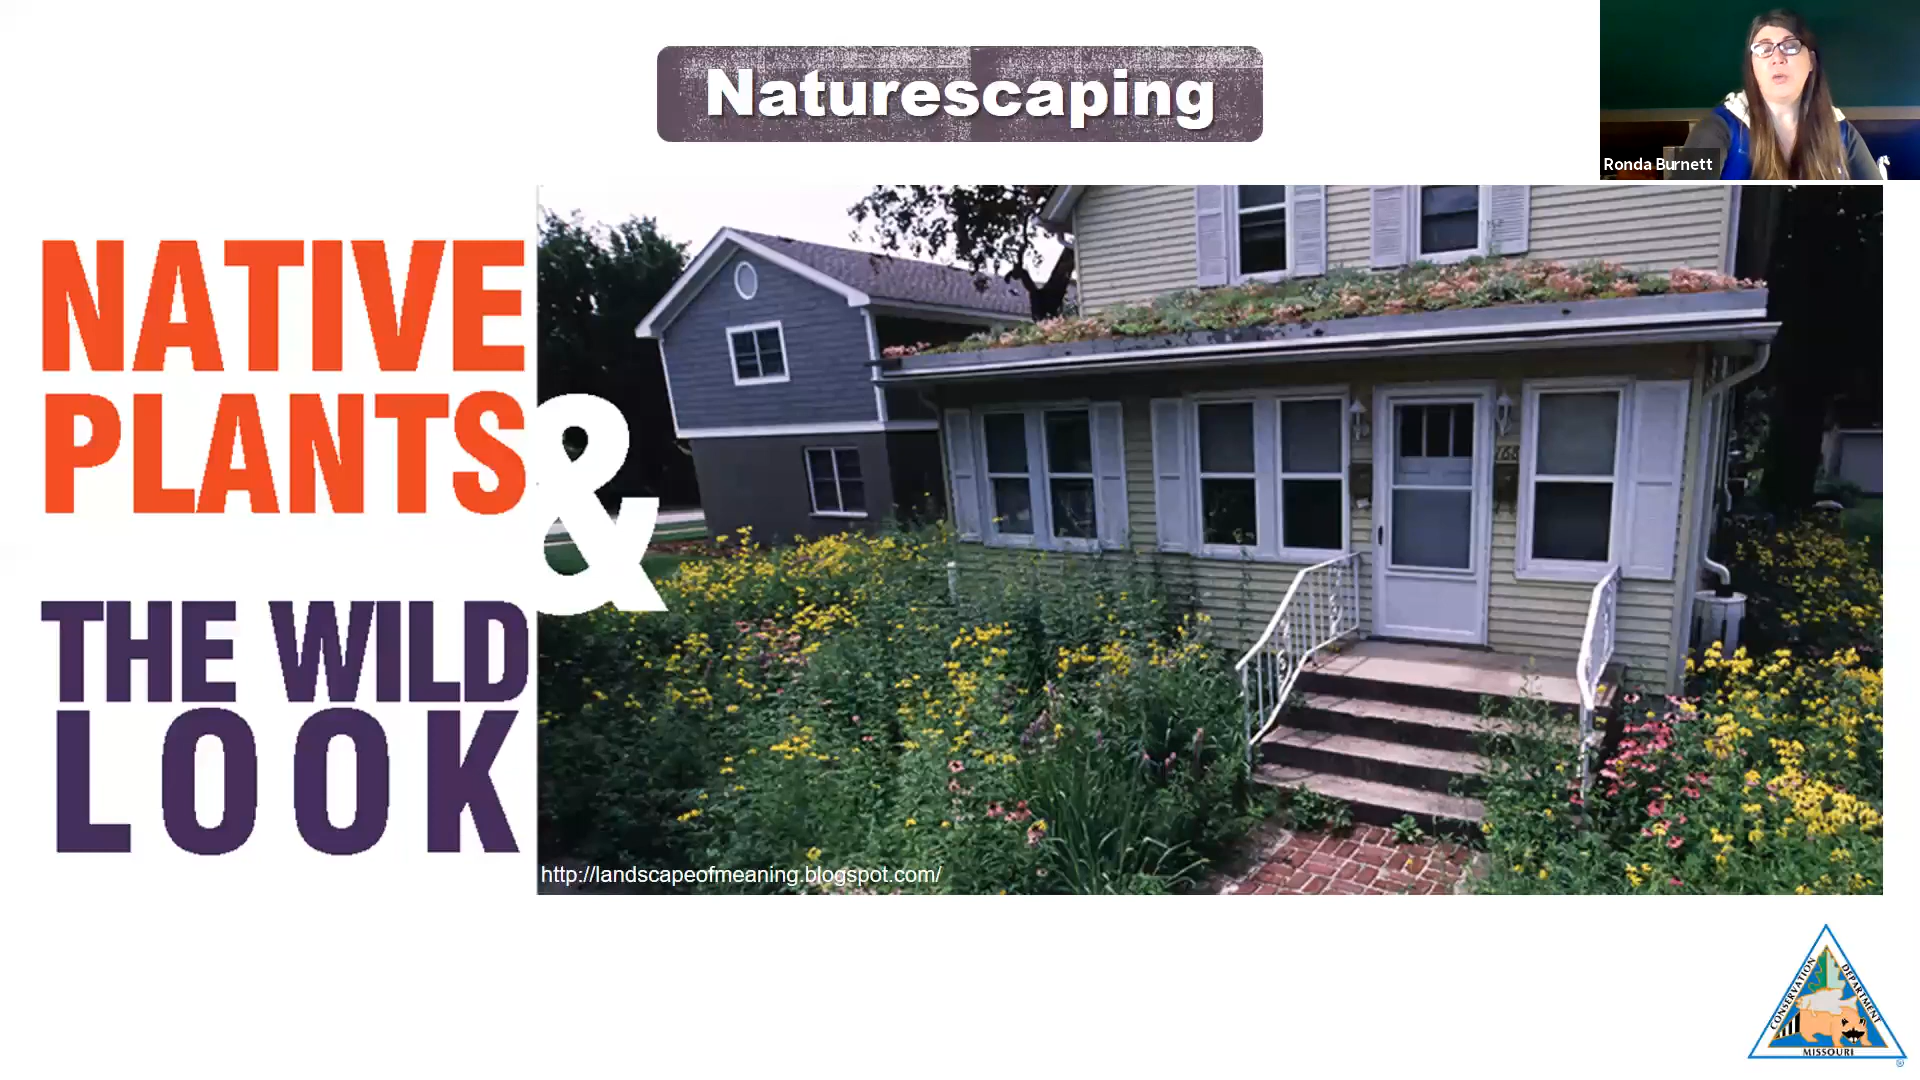 Naturescaping
Ronda Burnett
NATIVE
PLANTS
&
THE WILD
LOOK
http://landscapeofmeaning.blogspot.com/
CONSERVATION
DEPARTMENT
MISSOURI
®